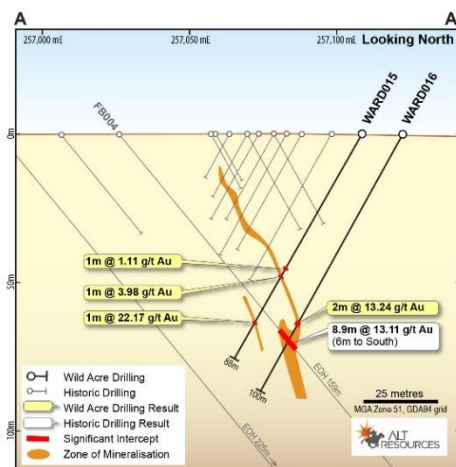 A
A'
257,000 mE
257,050 mE
257,100 mE
Looking North
FB004
WARD015
WARD016
0m
1m @ 1.11 g/t Au
50m
1m @ 3.98 g/t Au
1m @ 22.17 g/t Au
2m @ 13.24 g/t Au
8.9m @ 13.11 g/t Au
(6m to South)
88m
100m
EOH 159m
EOH 225m
Wild Acre Drilling
Historic Drilling
Wild Acre Drilling Result
Historic Drilling Result
Significant Intercept
Zone of Mineralisation
25 metres
MGA Zone 51, GDA94 grid
ALT
RESOURCES
100m